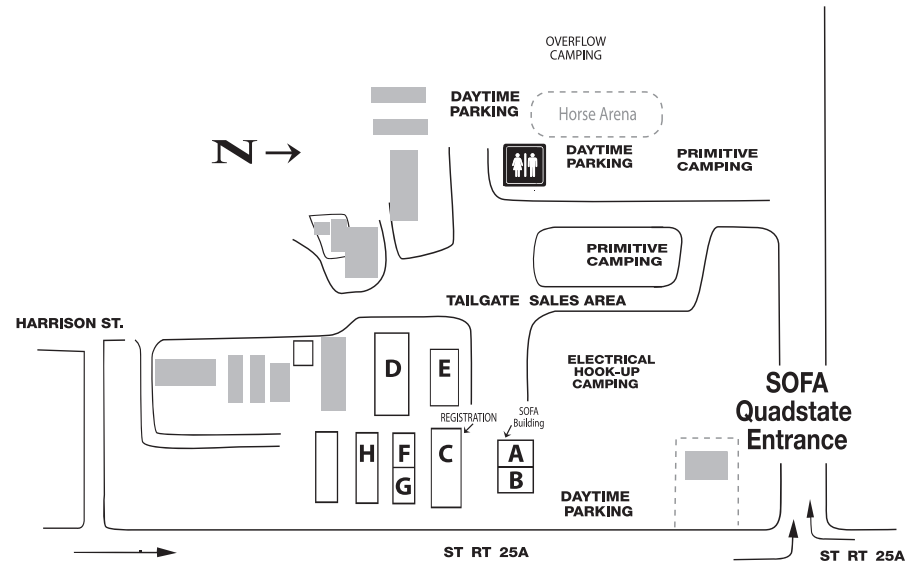 OVERFLOW
CAMPING
DAYTIME
PARKING
Horse Arena
N
DAYTIME
PARKING
PRIMITIVE
CAMPING
PRIMITIVE
CAMPING
TAILGATE SALES AREA
HARRISON ST.
D
E
ELECTRICAL
HOOK-UP
CAMPING
SOFA
Quadstate
Entrance
REGISTRATION
SOFA
Building
H
F
G
C
A
B
DAYTIME
PARKING
ST RT 25A
ST RT 25A